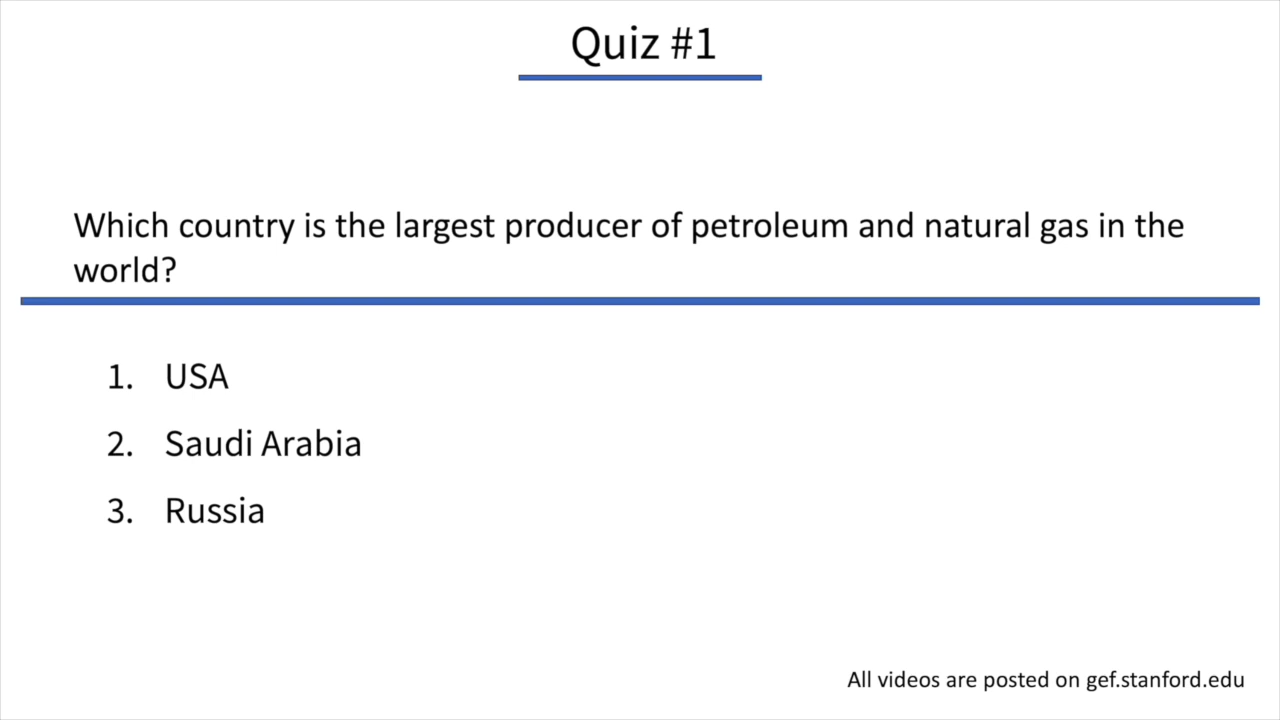 Quiz #1
Which country is the largest producer of petroleum and natural gas in the
world?
1. USA
2. Saudi Arabia
3. Russia
All videos are posted on gef.stanford.edu